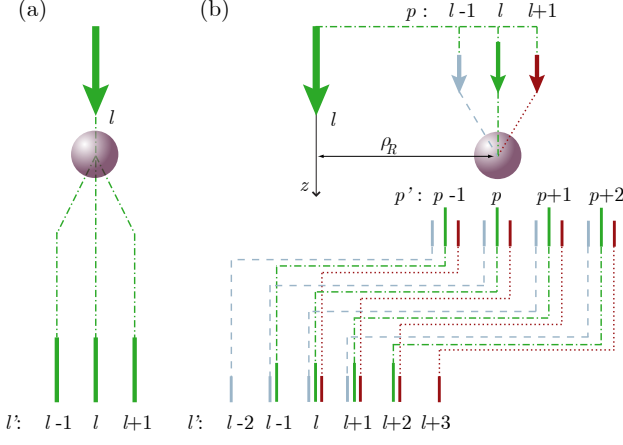 (a)
(b)
p : l -1 l l+1
l
l
ρR
z
p' : p -1 p p+1 p+2
l': l -1 l l+1
l': l -2 l -1 l l+1 l+2 l+3